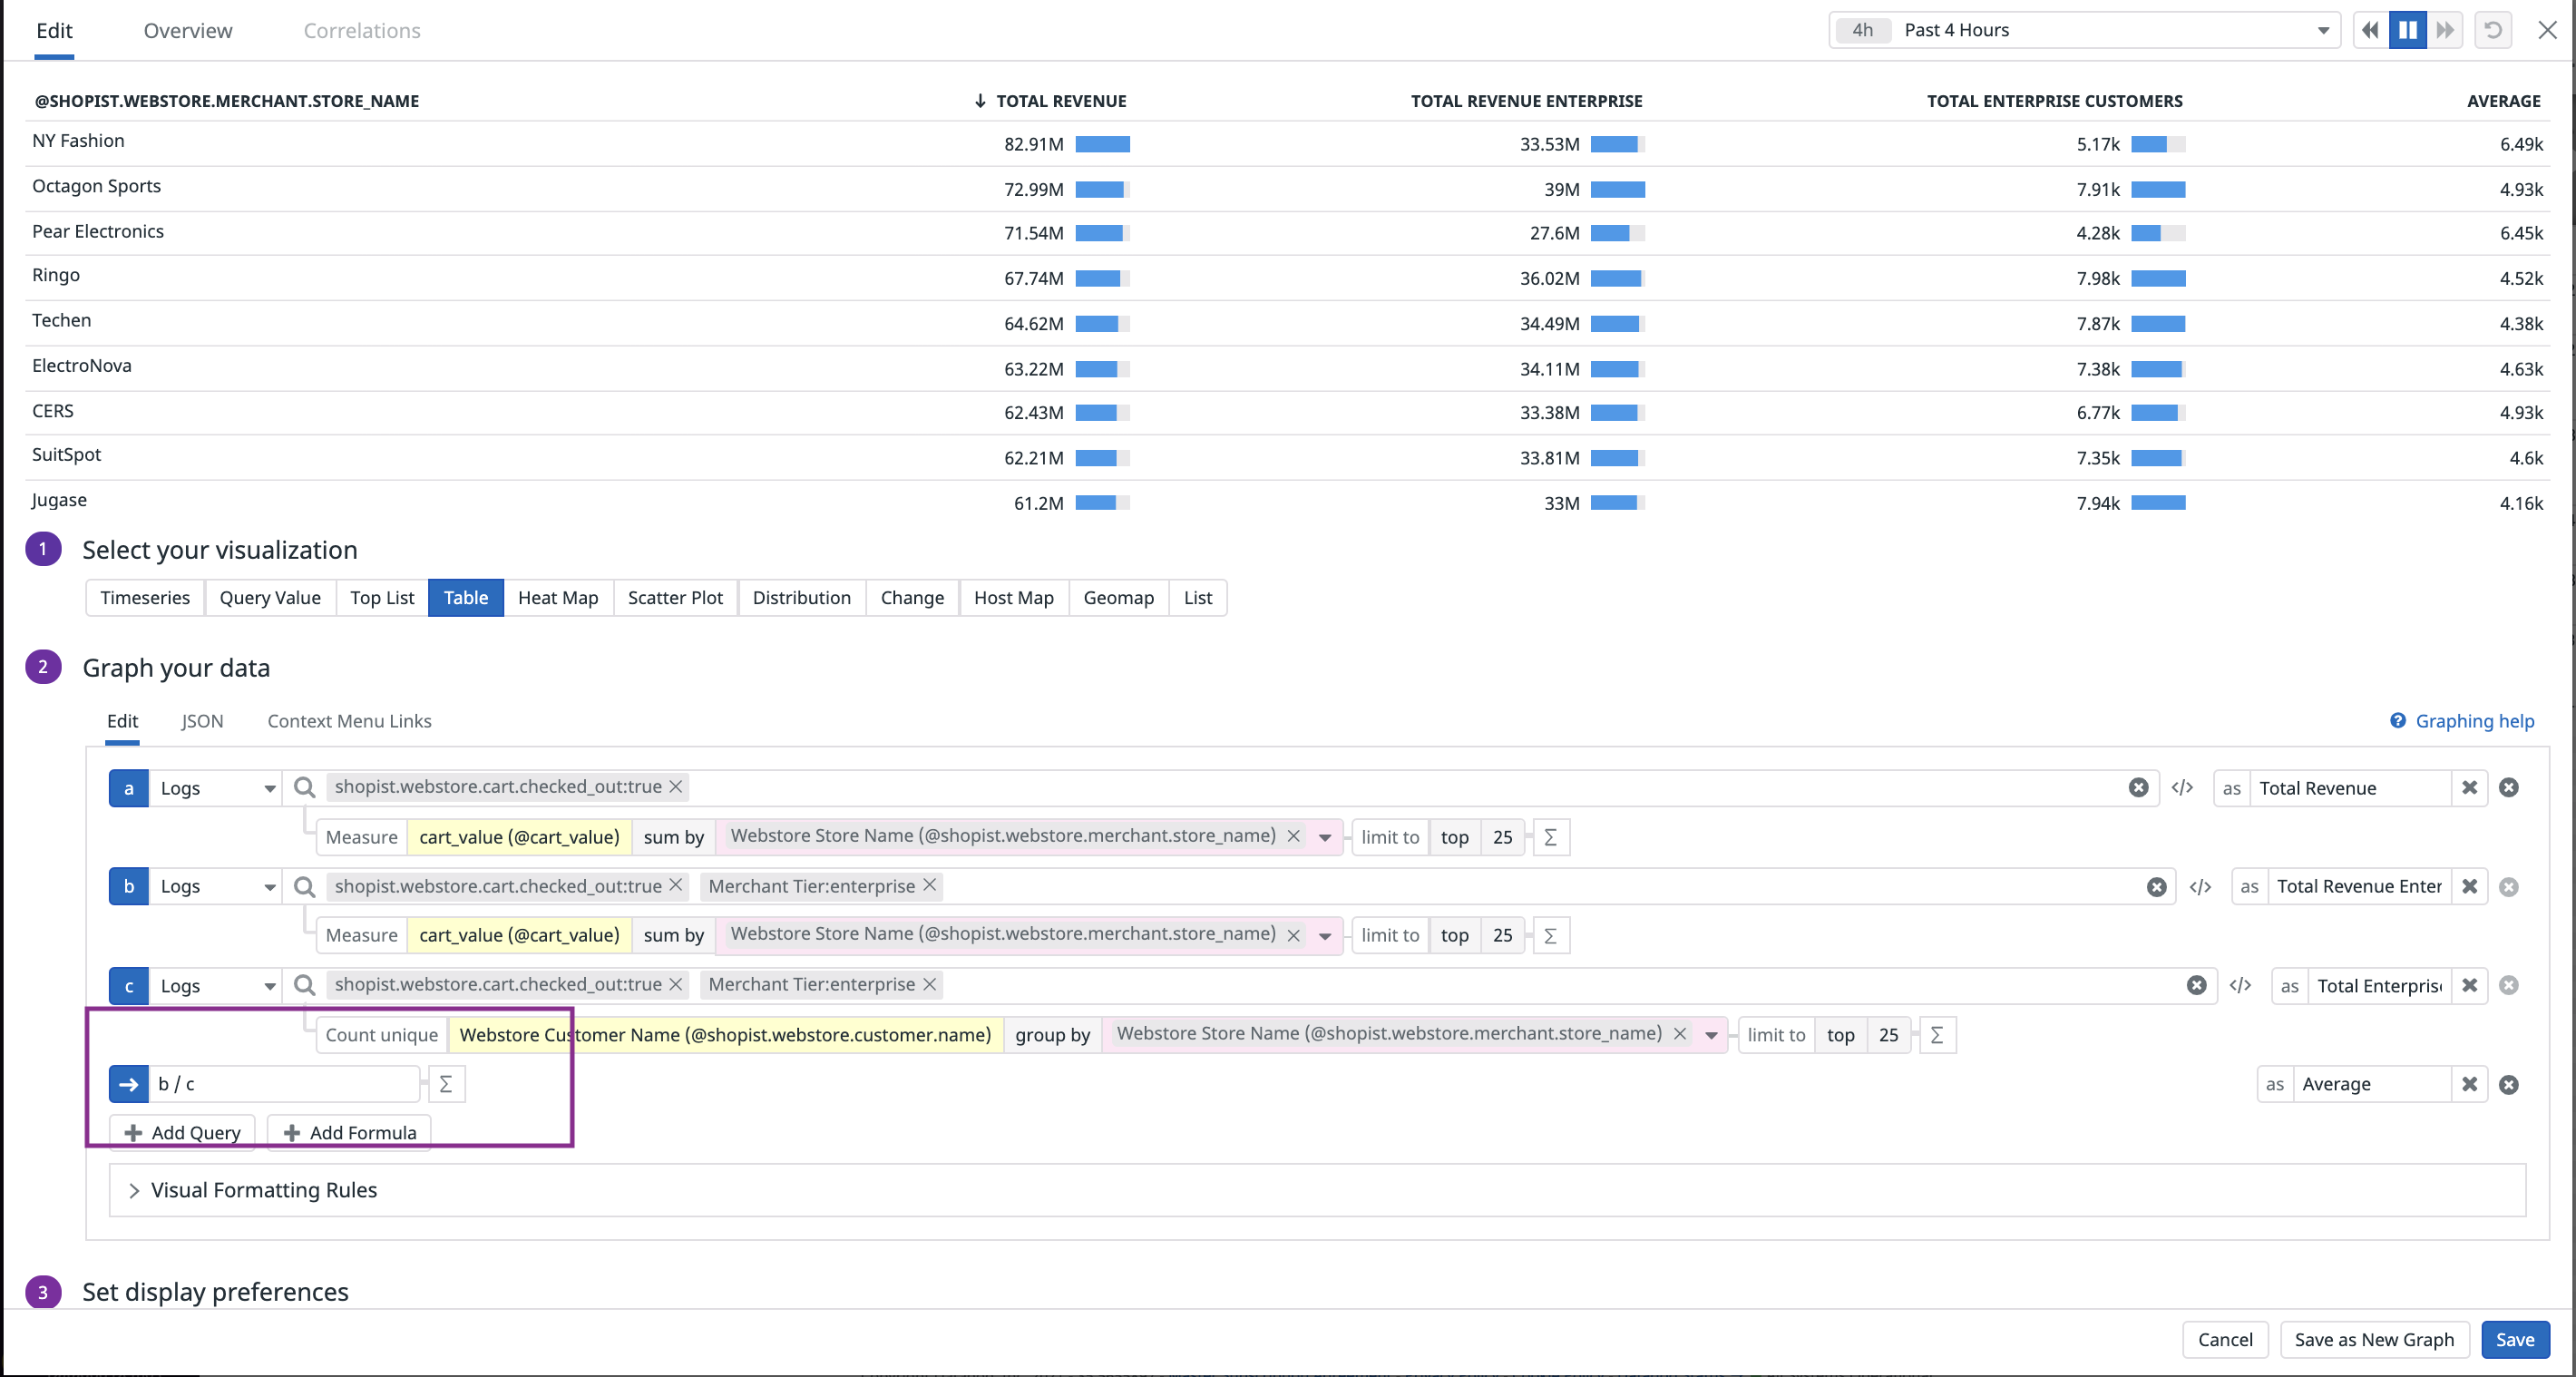 Edit Overview Correlations 4h Past 4 Hours
@SHOPIST.WEBSTORE.MERCHANT.STORE_NAME ↓ TOTAL REVENUE TOTAL REVENUE ENTERPRISE TOTAL ENTERPRISE CUSTOMERS AVERAGE
NY Fashion 82.91M 33.53M 5.17k 6.49k
Octagon Sports 72.99M 39M 7.91k 4.93k
Pear Electronics 71.54M 27.6M 4.28k 6.45k
Ringo 67.74M 36.02M 7.98k 4.52k
Techen 64.62M 34.49M 7.87k 4.38k
ElectroNova 63.22M 34.11M 7.38k 4.63k
CERS 62.43M 33.38M 6.77k 4.93k
SuitSpot 62.21M 33.81M 7.35k 4.6k
Jugase 61.2M 33M 7.94k 4.16k
1 Select your visualization
Timeseries Query Value Top List Table Heat Map Scatter Plot Distribution Change Host Map Geomap List
2 Graph your data
Edit JSON Context Menu Links ? Graphing help
a Logs shopist.webstore.cart.checked_out:true </> as Total Revenue
Measure cart_value (@cart_value) sum by Webstore Store Name (@shopist.webstore.merchant.store_name) limit to top 25 Σ
b Logs shopist.webstore.cart.checked_out:true Merchant Tier:enterprise </> as Total Revenue Enter
Measure cart_value (@cart_value) sum by Webstore Store Name (@shopist.webstore.merchant.store_name) limit to top 25 Σ
c Logs shopist.webstore.cart.checked_out:true Merchant Tier:enterprise </> as Total Enterpris
Count unique Webstore Customer Name (@shopist.webstore.customer.name) group by Webstore Store Name (@shopist.webstore.merchant.store_name) limit to top 25 Σ
→ b / c Σ as Average
+ Add Query + Add Formula
> Visual Formatting Rules
3 Set display preferences
Cancel Save as New Graph Save